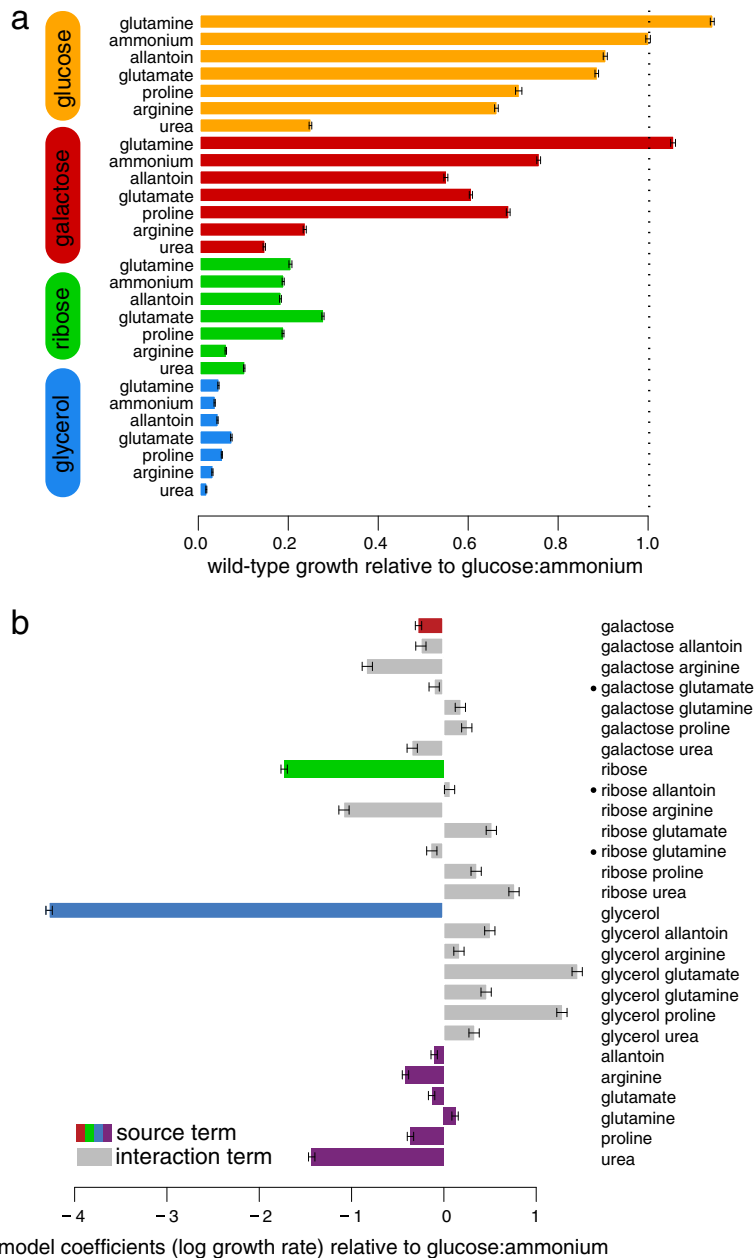 a
glucose
glutamine
ammonium
allantoin
glutamate
proline
arginine
urea
galactose
glutamine
ammonium
allantoin
glutamate
proline
arginine
urea
ribose
glutamine
ammonium
allantoin
glutamate
proline
arginine
urea
glycerol
glutamine
ammonium
allantoin
glutamate
proline
arginine
urea
0.0 0.2 0.4 0.6 0.8 1.0
wild-type growth relative to glucose:ammonium
b
galactose
galactose allantoin
galactose arginine
• galactose glutamate
galactose glutamine
galactose proline
galactose urea
ribose
• ribose allantoin
ribose arginine
ribose glutamate
• ribose glutamine
ribose proline
ribose urea
glycerol
glycerol allantoin
glycerol arginine
glycerol glutamate
glycerol glutamine
glycerol proline
glycerol urea
allantoin
arginine
glutamate
glutamine
proline
urea
source term
interaction term
−4 −3 −2 −1 0 1
model coefficients (log growth rate) relative to glucose:ammonium